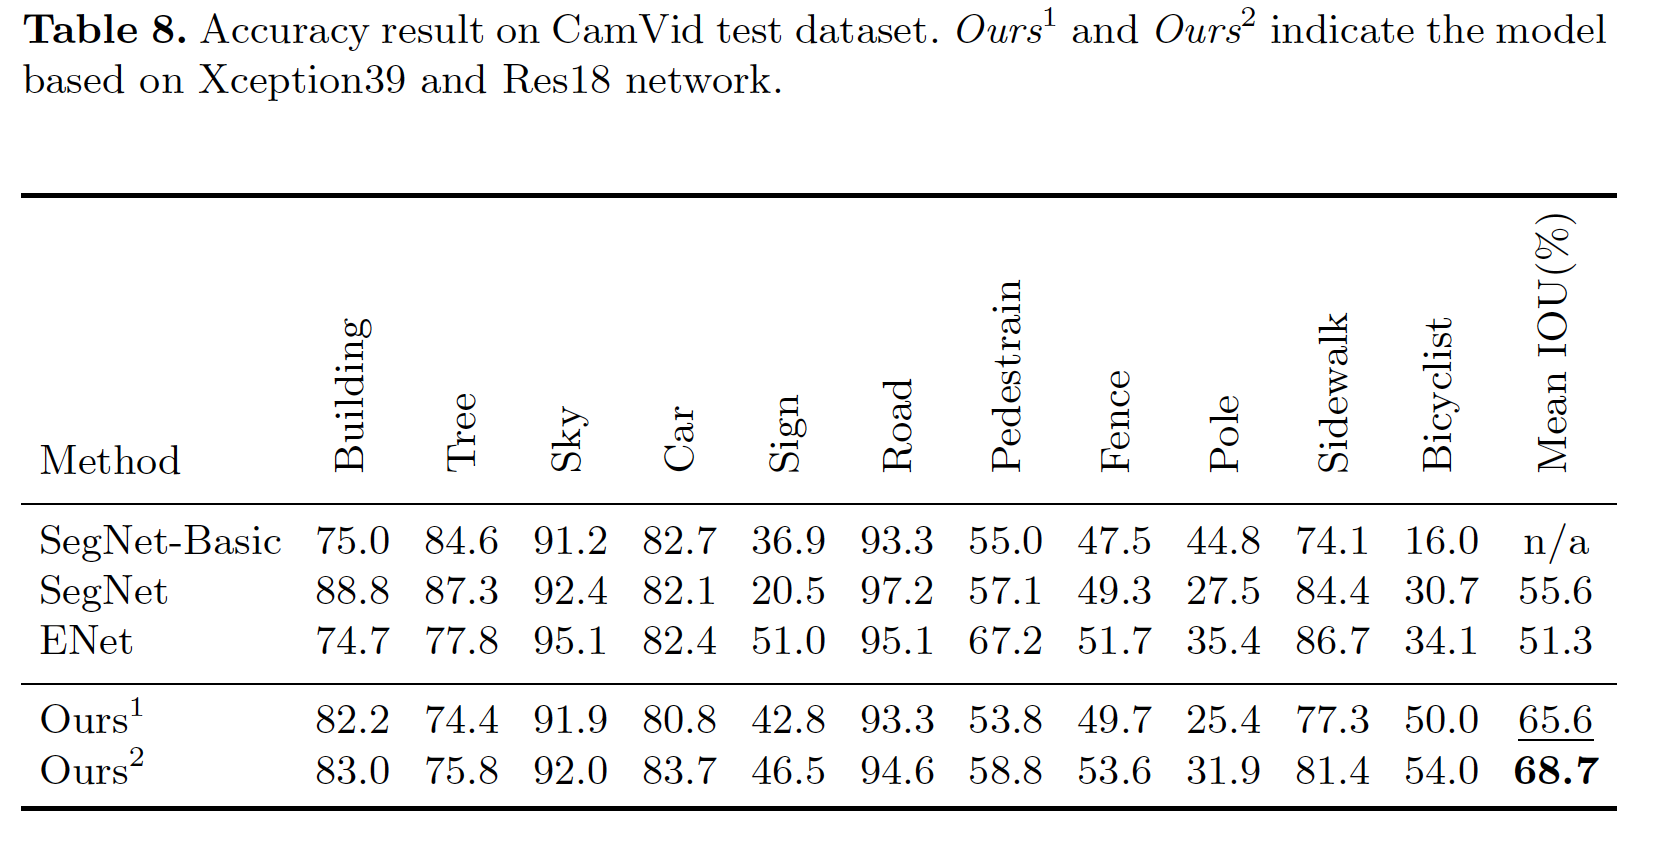 Table 8. Accuracy result on CamVid test dataset. Ours¹ and Ours² indicate the model
based on Xception39 and Res18 network.
Method Building Tree Sky Car Sign Road Pedestrain Fence Pole Sidewalk Bicyclist Mean IOU(%)
SegNet-Basic 75.0 84.6 91.2 82.7 36.9 93.3 55.0 47.5 44.8 74.1 16.0 n/a
SegNet 88.8 87.3 92.4 82.1 20.5 97.2 57.1 49.3 27.5 84.4 30.7 55.6
ENet 74.7 77.8 95.1 82.4 51.0 95.1 67.2 51.7 35.4 86.7 34.1 51.3
Ours¹ 82.2 74.4 91.9 80.8 42.8 93.3 53.8 49.7 25.4 77.3 50.0 65.6
Ours² 83.0 75.8 92.0 83.7 46.5 94.6 58.8 53.6 31.9 81.4 54.0 68.7